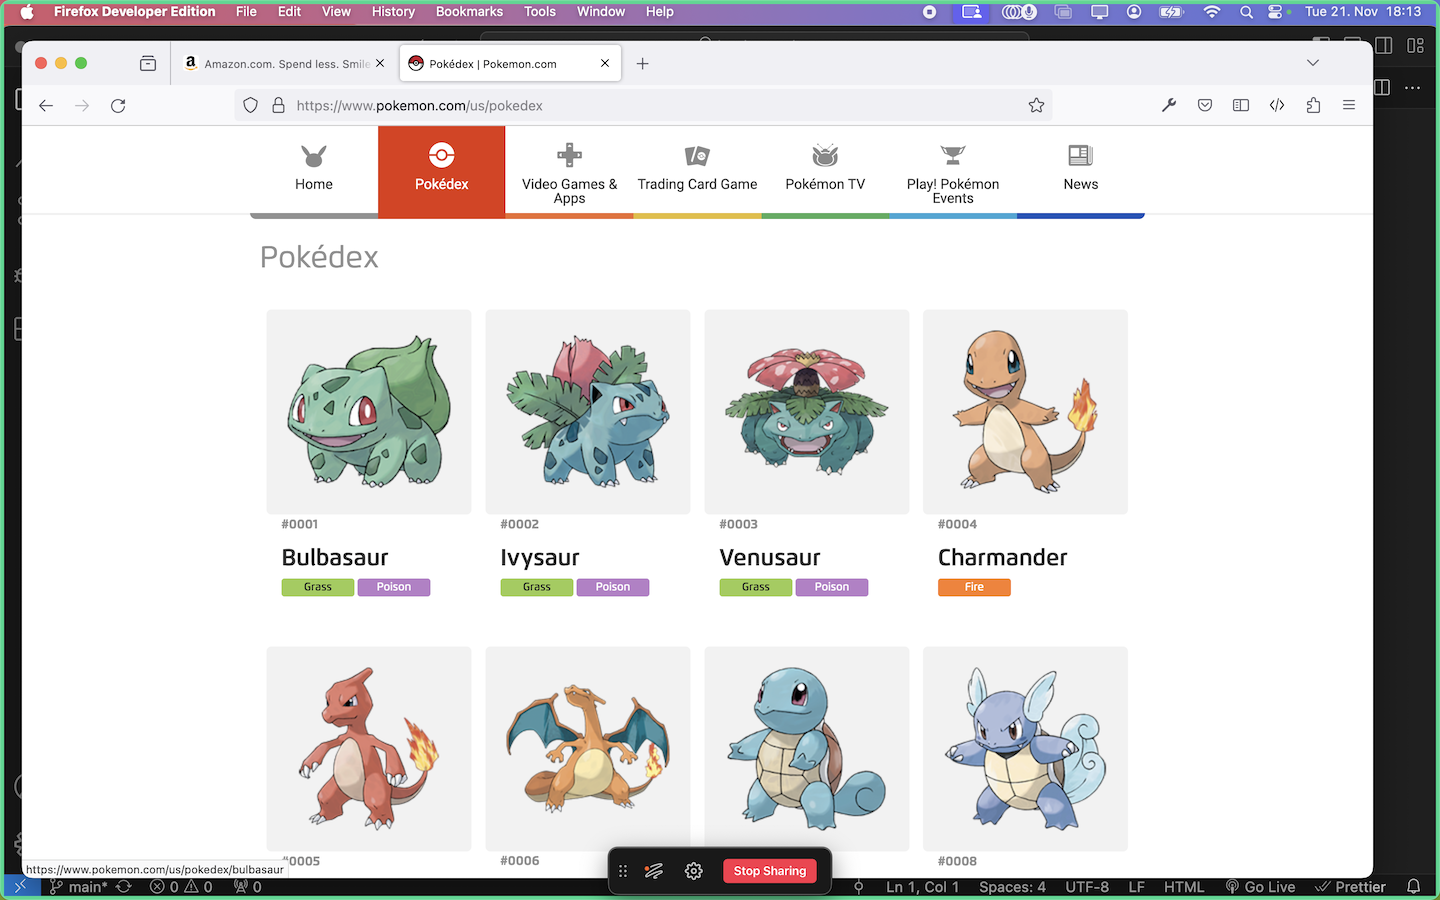 Firefox Developer Edition File Edit View History Bookmarks Tools Window Help Tue 21. Nov 18:13
Amazon.com. Spend less. Smile
Pokédex | Pokemon.com
https://www.pokemon.com/us/pokedex
Home
Pokédex
Video Games &
Apps
Trading Card Game
Pokémon TV
Play! Pokémon
Events
News
Pokédex
#0001
Bulbasaur
Grass Poison
#0002
Ivysaur
Grass Poison
#0003
Venusaur
Grass Poison
#0004
Charmander
Fire
#0005
#0006
#0008
https://www.pokemon.com/us/pokedex/bulbasaur
Stop Sharing
main* 0 0 0 Ln 1, Col 1 Spaces: 4 UTF-8 LF HTML Go Live Prettier